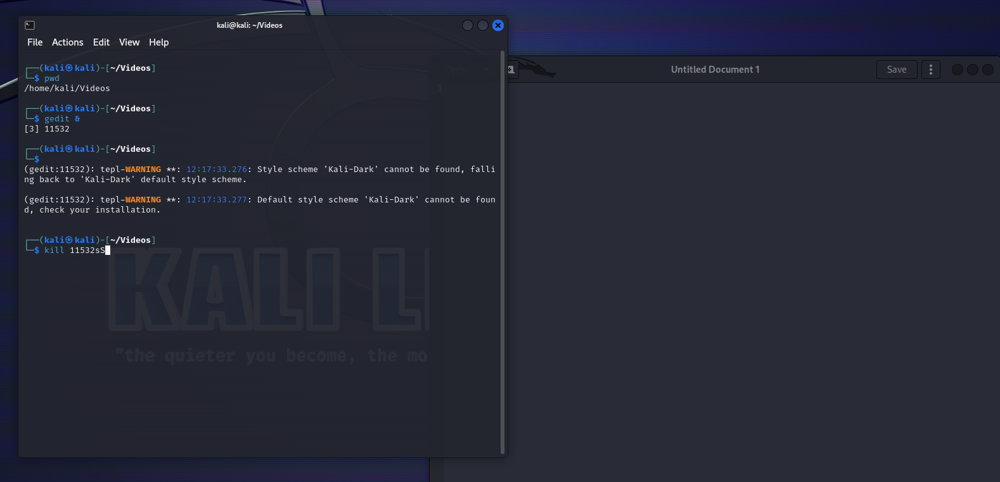 kali@kali: ~/Videos
File Actions Edit View Help
┌──(kali㉿kali)-[~/Videos]
└─$ pwd
/home/kali/Videos
┌──(kali㉿kali)-[~/Videos]
└─$ gedit &
[3] 11532
┌──(kali㉿kali)-[~/Videos]
└─$
(gedit:11532): tepl-WARNING **: 12:17:33.276: Style scheme 'Kali-Dark' cannot be found, falli
ng back to 'Kali-Dark' default style scheme.
(gedit:11532): tepl-WARNING **: 12:17:33.277: Default style scheme 'Kali-Dark' cannot be foun
d, check your installation.
┌──(kali㉿kali)-[~/Videos]
└─$ kill 11532sS
KALI LI
"the quieter you become, the mo
Open
Untitled Document 1
Save
1